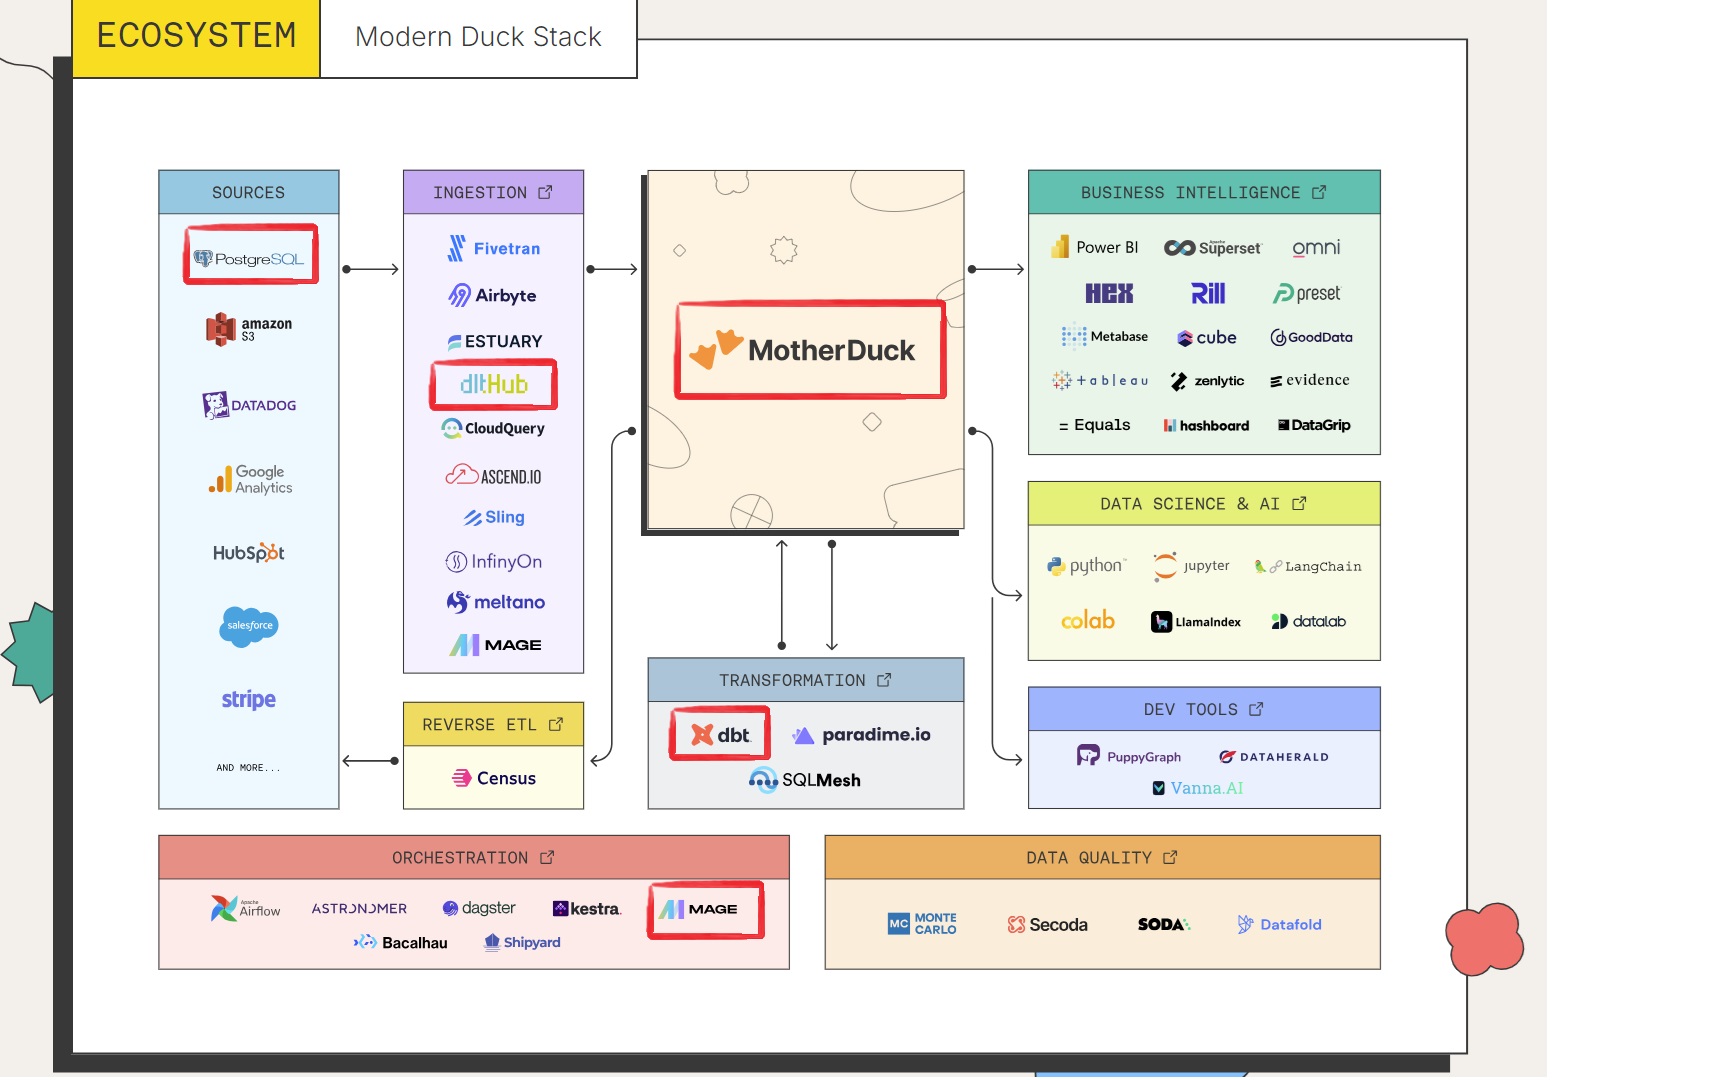 ECOSYSTEM
Modern Duck Stack
SOURCES
PostgreSQL
amazon
S3
DATADOG
Google
Analytics
HubSpot
salesforce
stripe
AND MORE...
INGESTION
Fivetran
Airbyte
ESTUARY
dltHub
CloudQuery
ASCEND.IO
Sling
InfinyOn
meltano
MAGE
REVERSE ETL
Census
MotherDuck
TRANSFORMATION
dbt
paradime.io
SQLMesh
BUSINESS INTELLIGENCE
Power BI
Apache
Superset
omni
HEX
Rill
preset
Metabase
cube
GoodData
+ableau
zenlytic
evidence
Equals
hashboard
DataGrip
DATA SCIENCE & AI
python
jupyter
LangChain
colab
LlamaIndex
datalab
DEV TOOLS
PuppyGraph
DATAHERALD
Vanna.AI
ORCHESTRATION
Apache
Airflow
ASTRONOMER
dagster
kestra.
MAGE
Bacalhau
Shipyard
DATA QUALITY
MC MONTE
CARLO
Secoda
SODA
Datafold